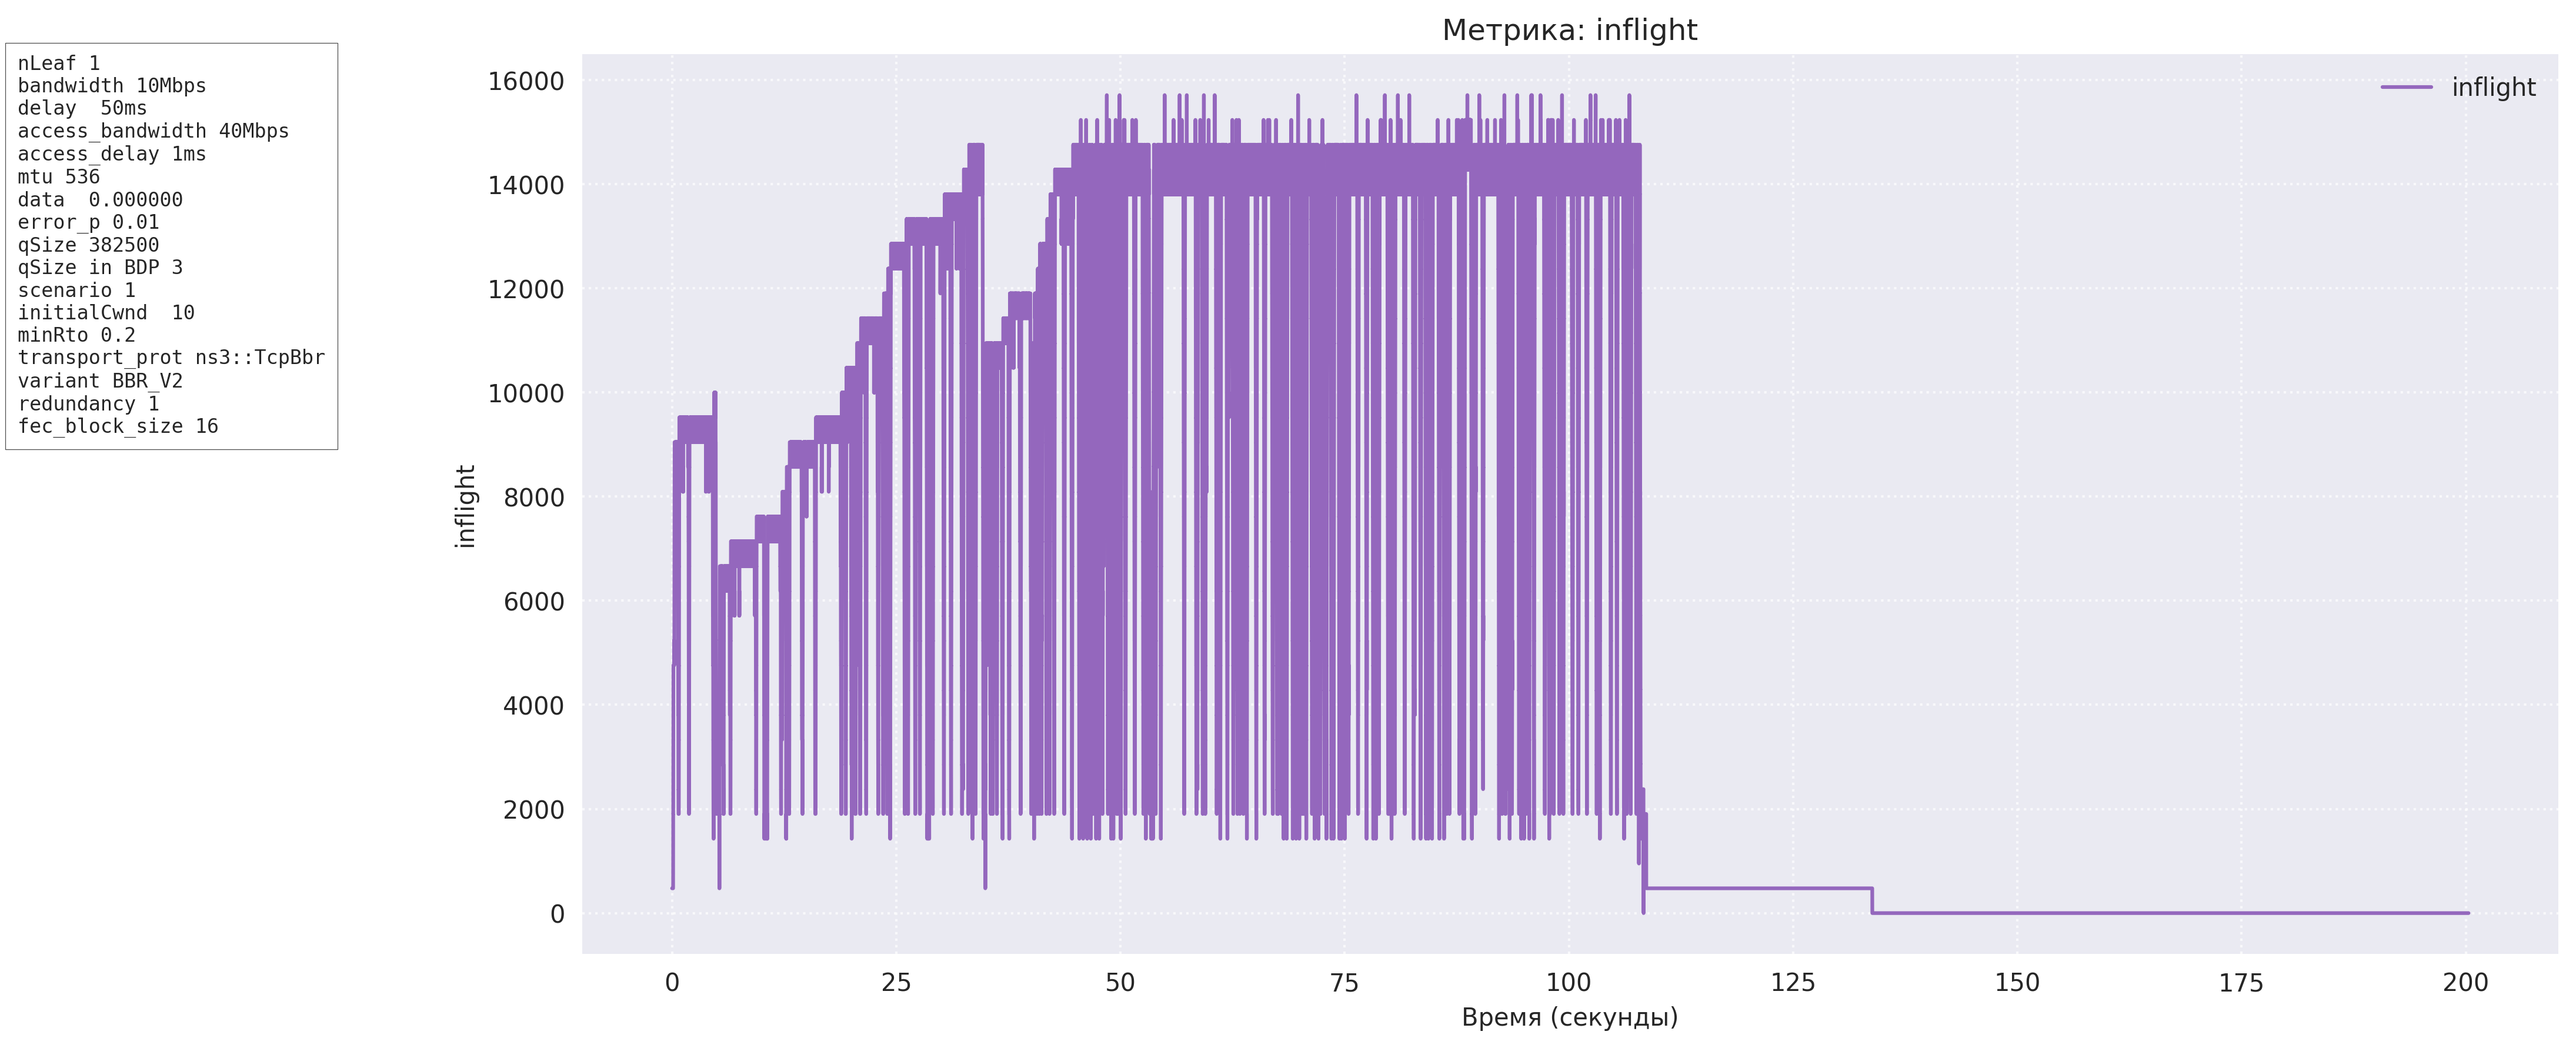 nLeaf 1
bandwidth 10Mbps
delay  50ms
access_bandwidth 40Mbps
access_delay 1ms
mtu 536
data  0.000000
error_p 0.01
qSize 382500
qSize in BDP 3
scenario 1
initialCwnd  10
minRto 0.2
transport_prot ns3::TcpBbr
variant BBR_V2
redundancy 1
fec_block_size 16
Метрика: inflight
inflight
16000
14000
12000
10000
8000
6000
4000
2000
0
inflight
0 25 50 75 100 125 150 175 200
Время (секунды)